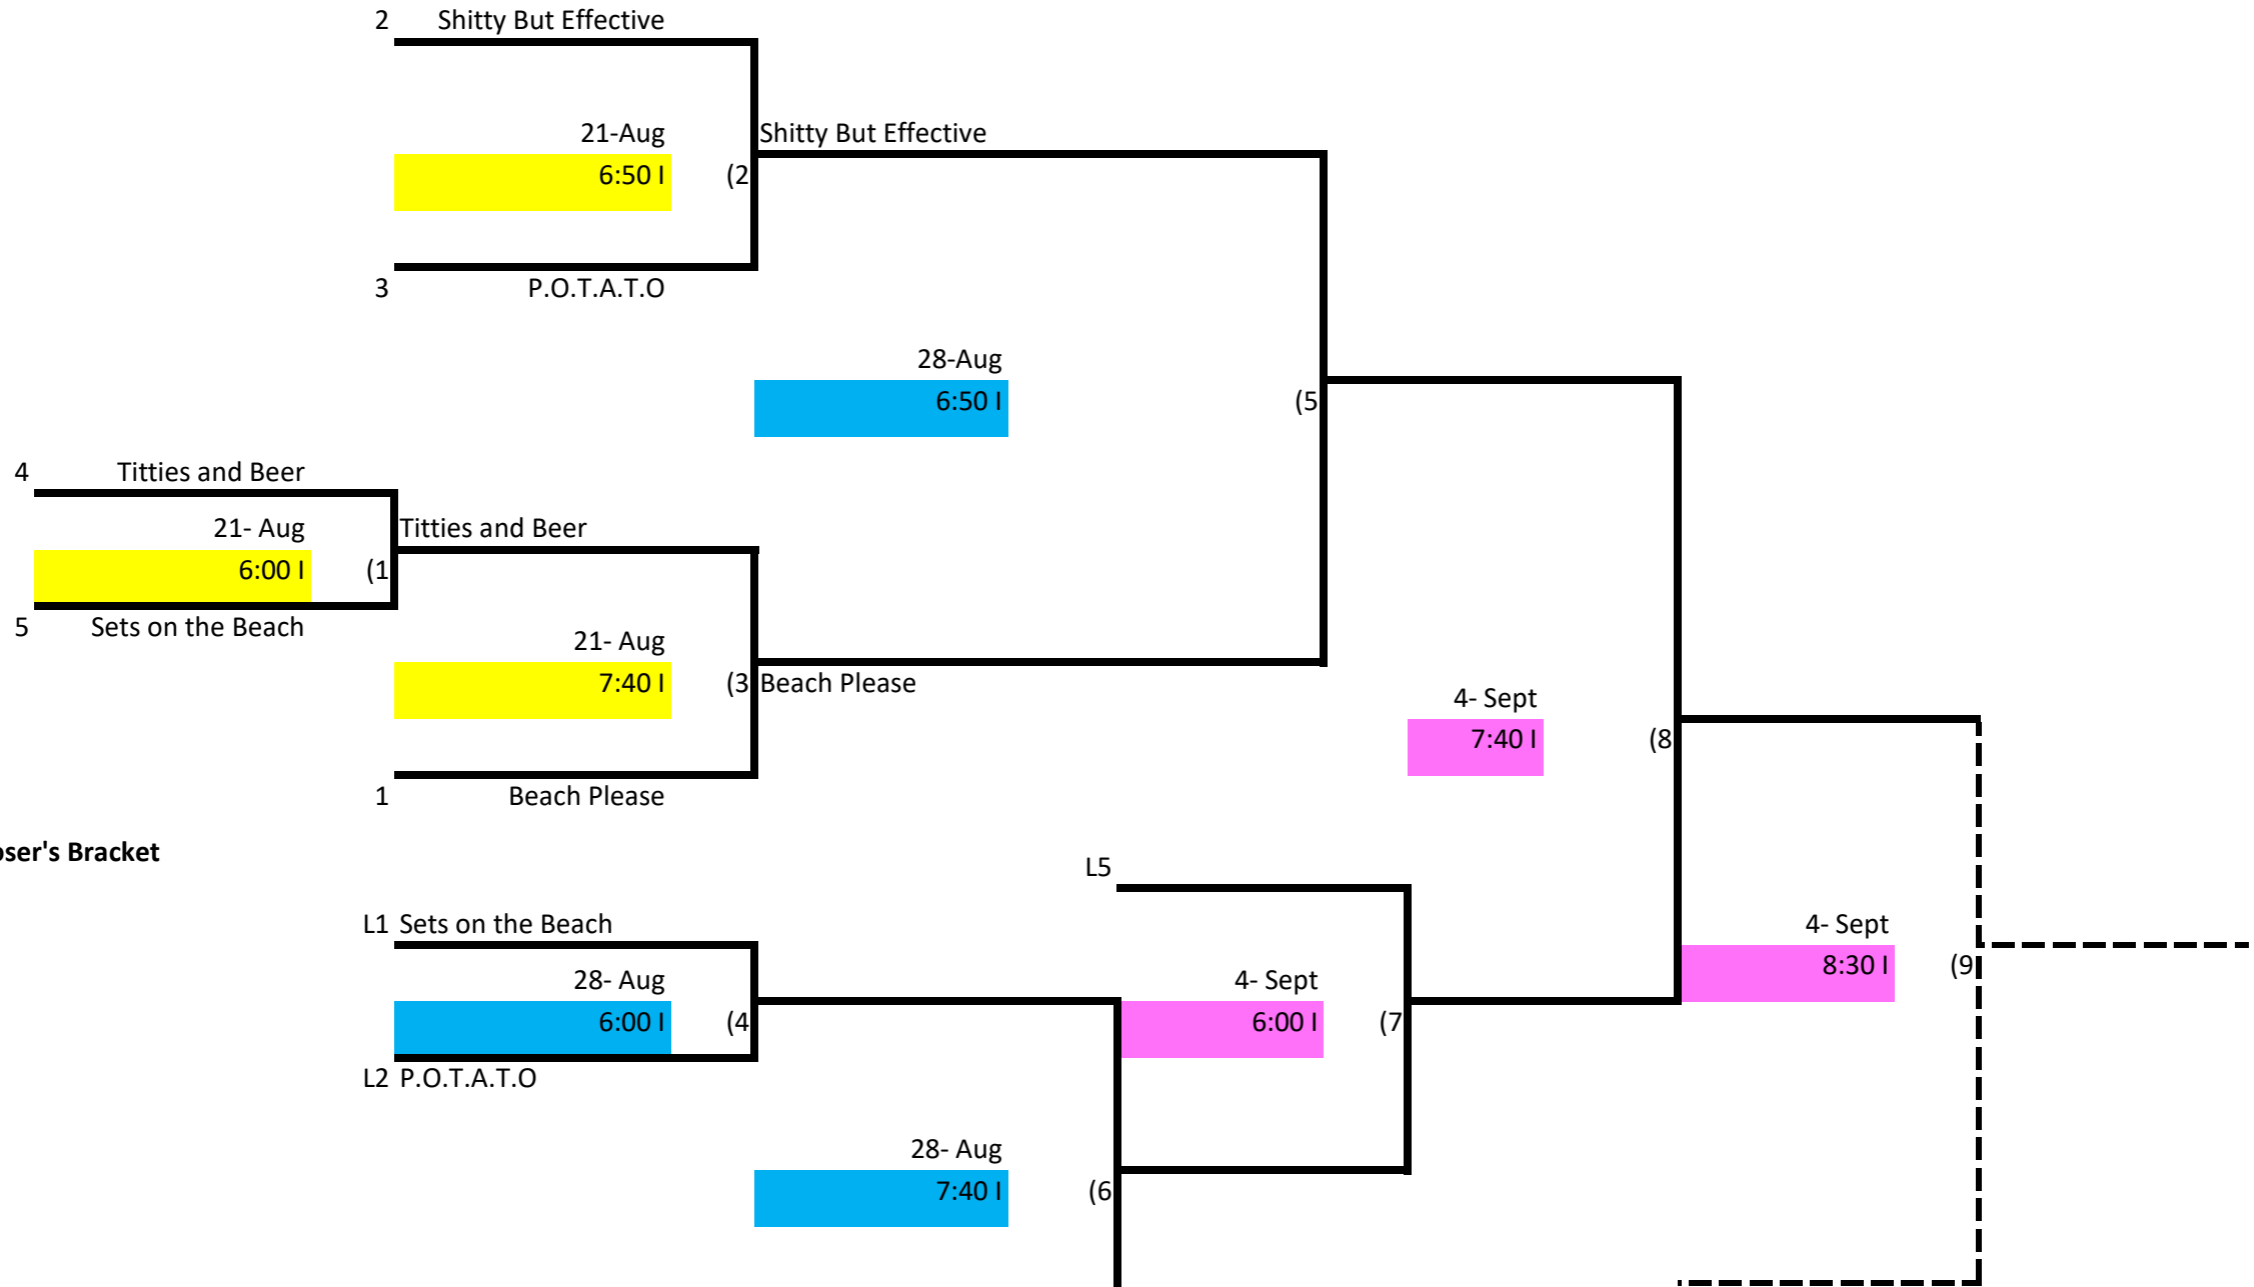 2 Shitty But Effective
21-Aug
Shitty But Effective
6:50 I (2
3 P.O.T.A.T.O
28-Aug
6:50 I (5
4 Titties and Beer
21- Aug
Titties and Beer
6:00 I (1
5 Sets on the Beach
21- Aug
7:40 I (3 Beach Please
4- Sept
7:40 I (8
1 Beach Please
oser's Bracket
L5
L1 Sets on the Beach
4- Sept
8:30 I (9
28- Aug
6:00 I (4
4- Sept
6:00 I (7
L2 P.O.T.A.T.O
28- Aug
7:40 I (6